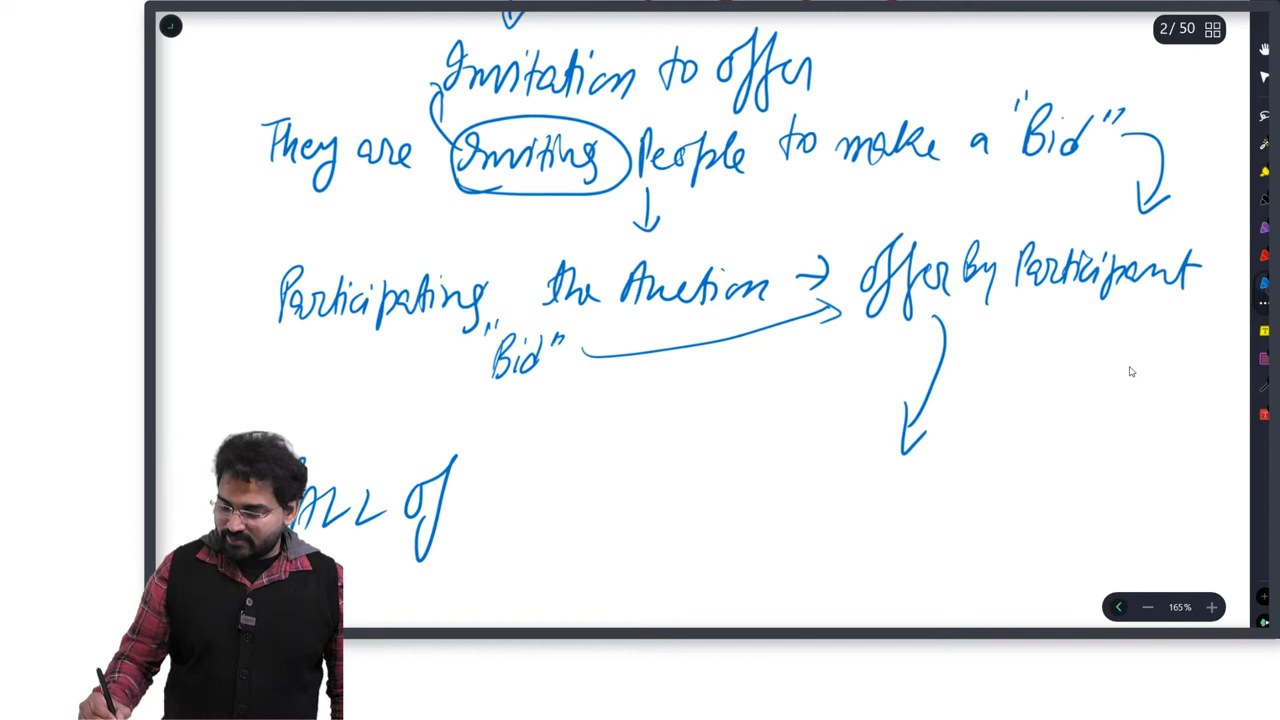 2/ 50
Invitation to offer
They are Inviting People to make a "Bid"
Participating the Auction → offer By Participant
"Bid"
ALL Of
165%